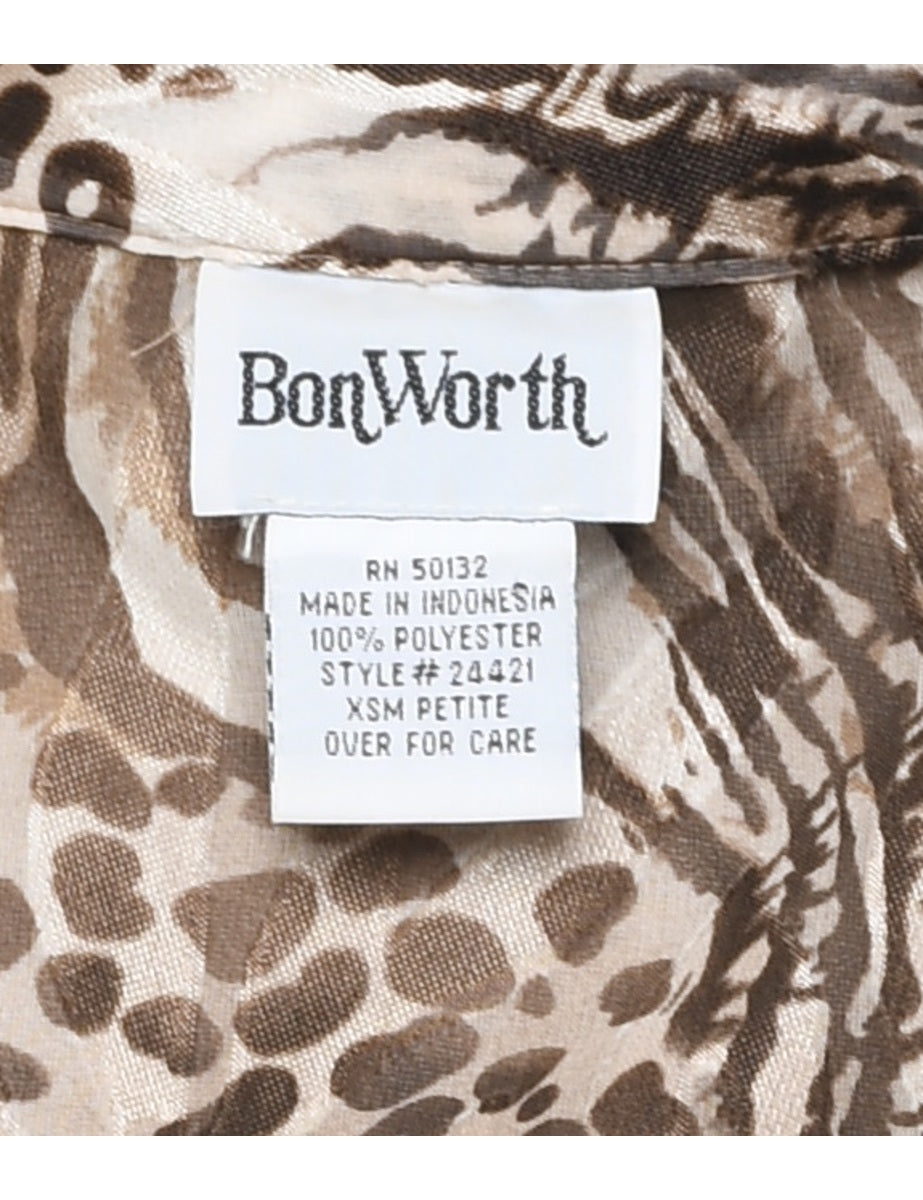 BonWorth
RN 50132
MADE IN INDONESIA
100% POLYESTER
STYLE # 24421
XSM PETITE
OVER FOR CARE